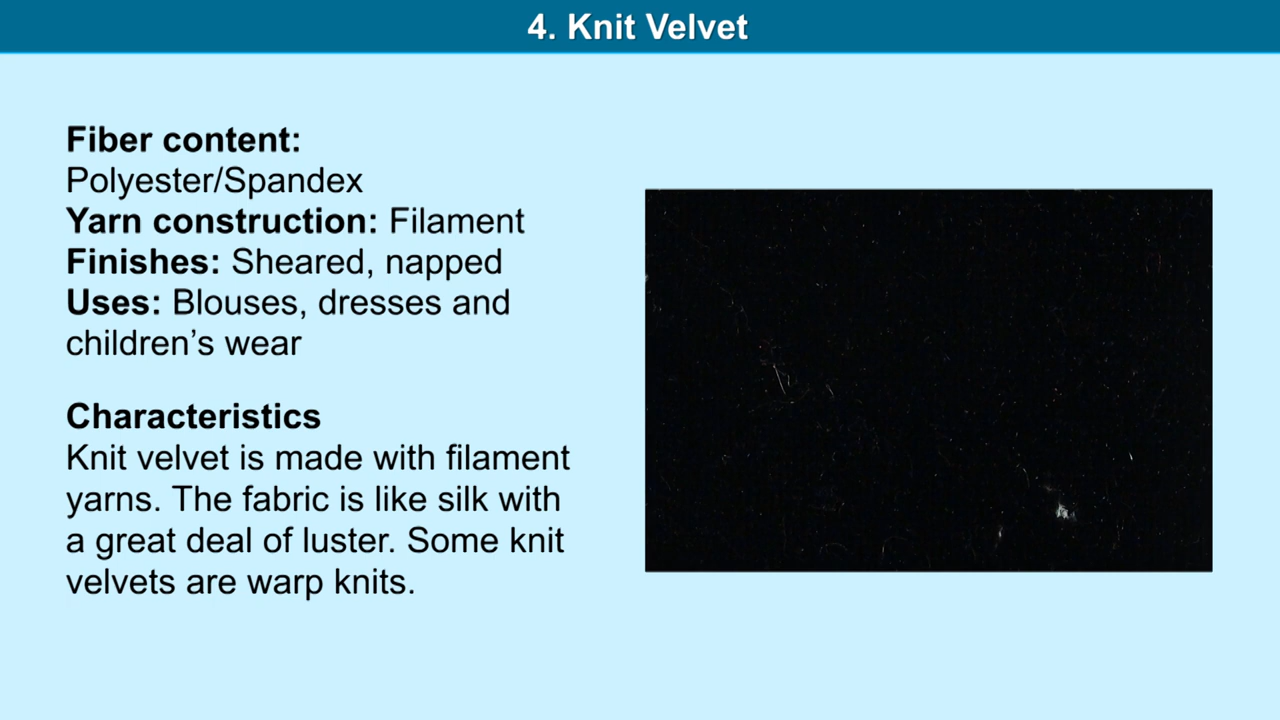 4. Knit Velvet
Fiber content:
Polyester/Spandex
Yarn construction: Filament
Finishes: Sheared, napped
Uses: Blouses, dresses and
children’s wear
Characteristics
Knit velvet is made with filament
yarns. The fabric is like silk with
a great deal of luster. Some knit
velvets are warp knits.